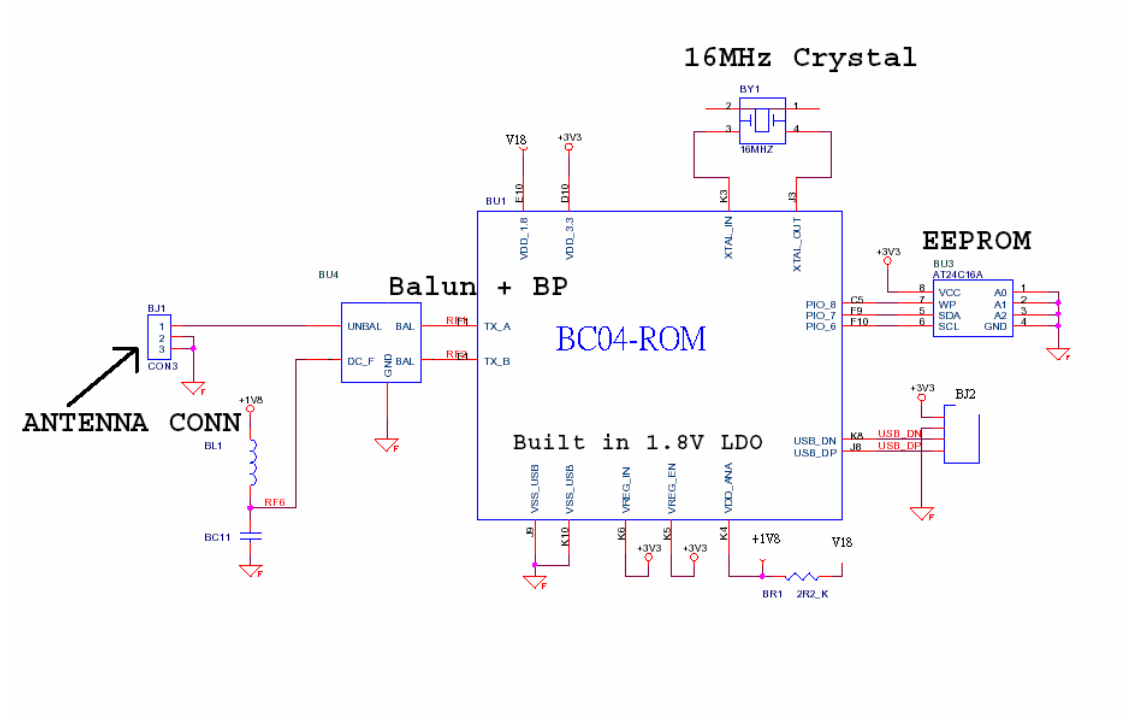 16MHz Crystal
BY1
2
1
3
4
16MHZ
V18
+3V3
E10
D10
K3
J3
BU1
VDD_1.8
VDD_3.3
XTAL_IN
XTAL_OUT
EEPROM
+3V3
BU3
AT24C16A
BU4
Balun + BP
8 VCC A0 1
PIO_8 C5 7 WP A1 2
PIO_7 F9 5 SDA A2 3
PIO_6 F10 6 SCL GND 4
F
BJ1
1
2
3
CON3
F
UNBAL BAL
TX_A
DC_F BAL
GND
TX_B
F
BC04-ROM
ANTENNA CONN
+1V8
BL1
RF6
BC11
F
+3V3
BJ2
Built in 1.8V LDO
USB_DN K8 USB_DN
USB_DP J8 USB_DP
F
VSS_USB
VSS_USB
VREG_IN
VREG_EN
VDD_ANA
J9
K10
K6
K5
K4
F
+3V3
+3V3
+1V8
V18
BR1 2R2_K